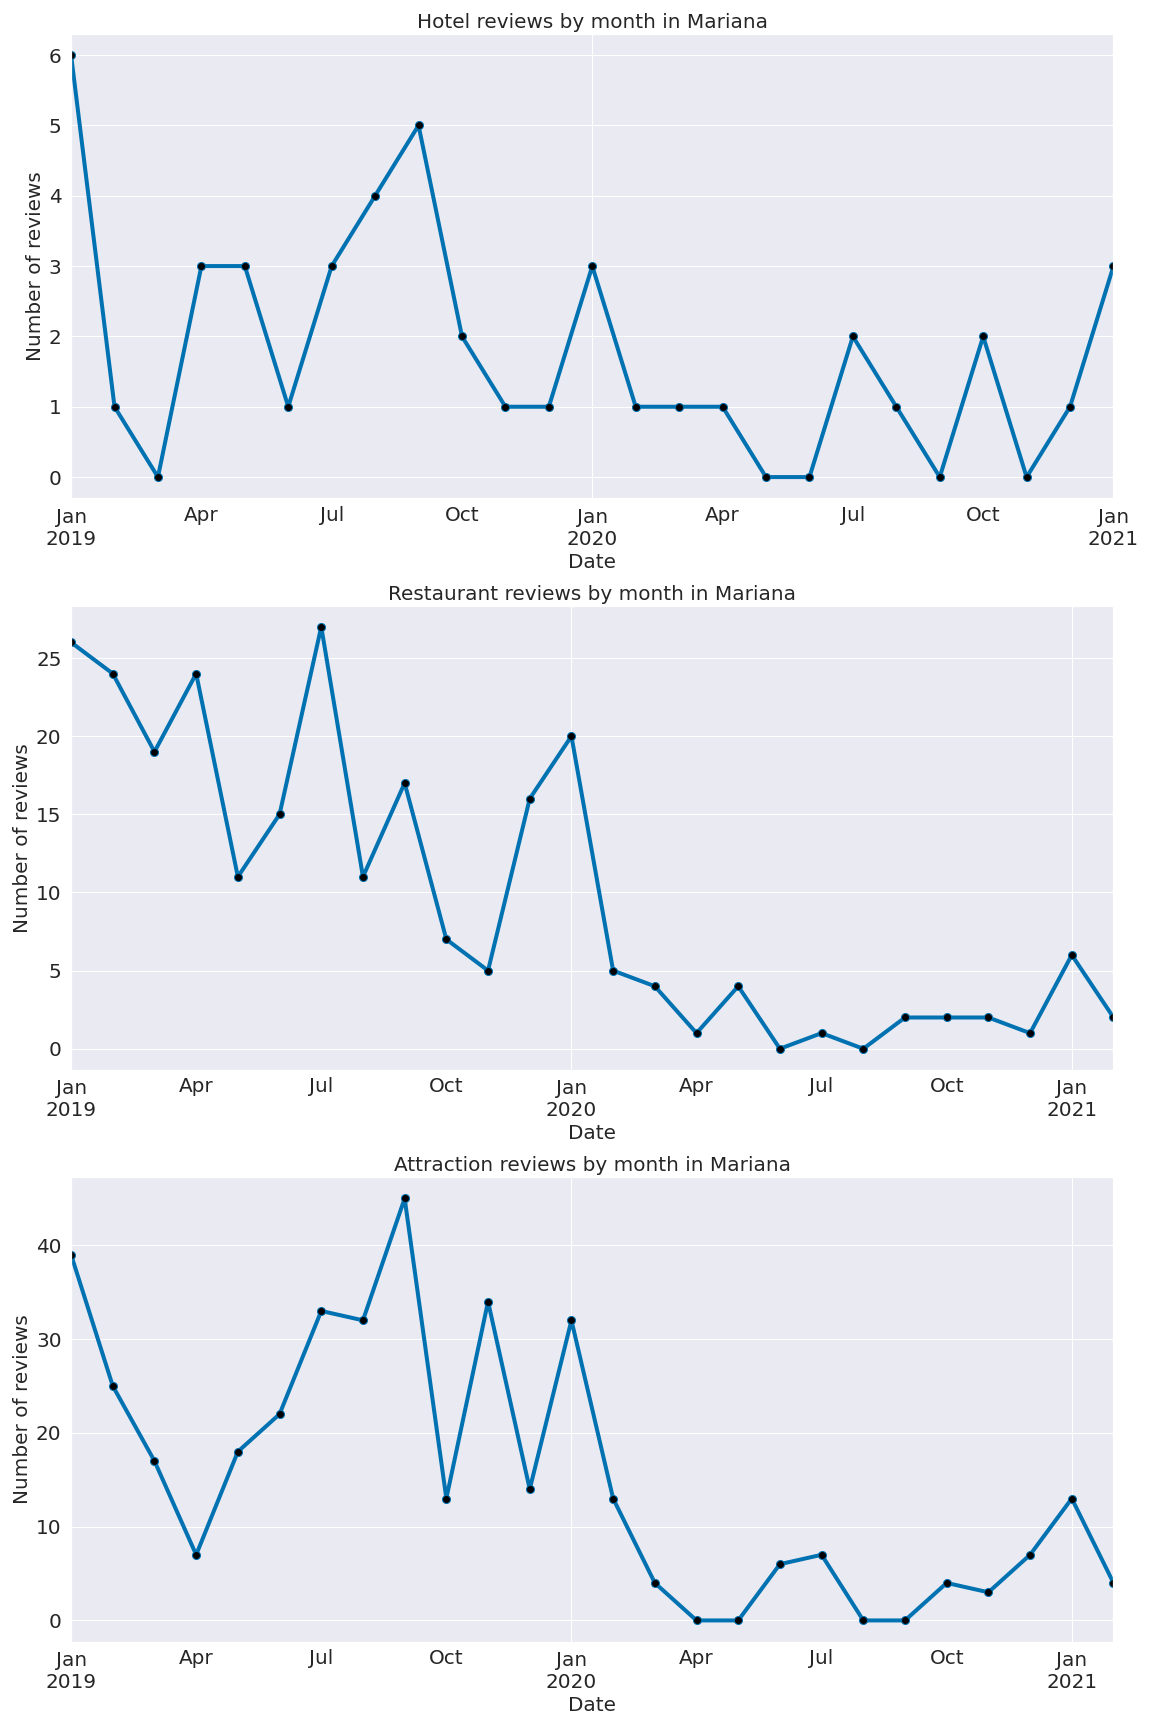 Hotel reviews by month in Mariana
6
5
4
3
2
1
0
Number of reviews
Jan Apr Jul Oct Jan Apr Jul Oct Jan
2019 2020 2021
Date
Restaurant reviews by month in Mariana
25
20
15
10
5
0
Number of reviews
Jan Apr Jul Oct Jan Apr Jul Oct Jan
2019 2020 2021
Date
Attraction reviews by month in Mariana
40
30
20
10
0
Number of reviews
Jan Apr Jul Oct Jan Apr Jul Oct Jan
2019 2020 2021
Date